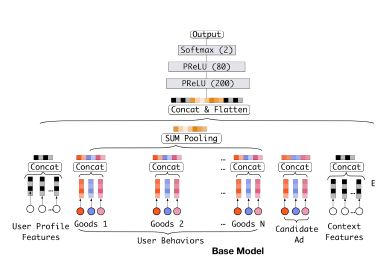 Output
Softmax (2)
PReLU (80)
PReLU (200)
Concat & Flatten
SUM Pooling
Concat Concat Concat ... Concat Concat Concat
E
Goods 1 Goods 2 ... Goods N
User Profile
Features
Candidate
Ad
Context
Features
User Behaviors
Base Model